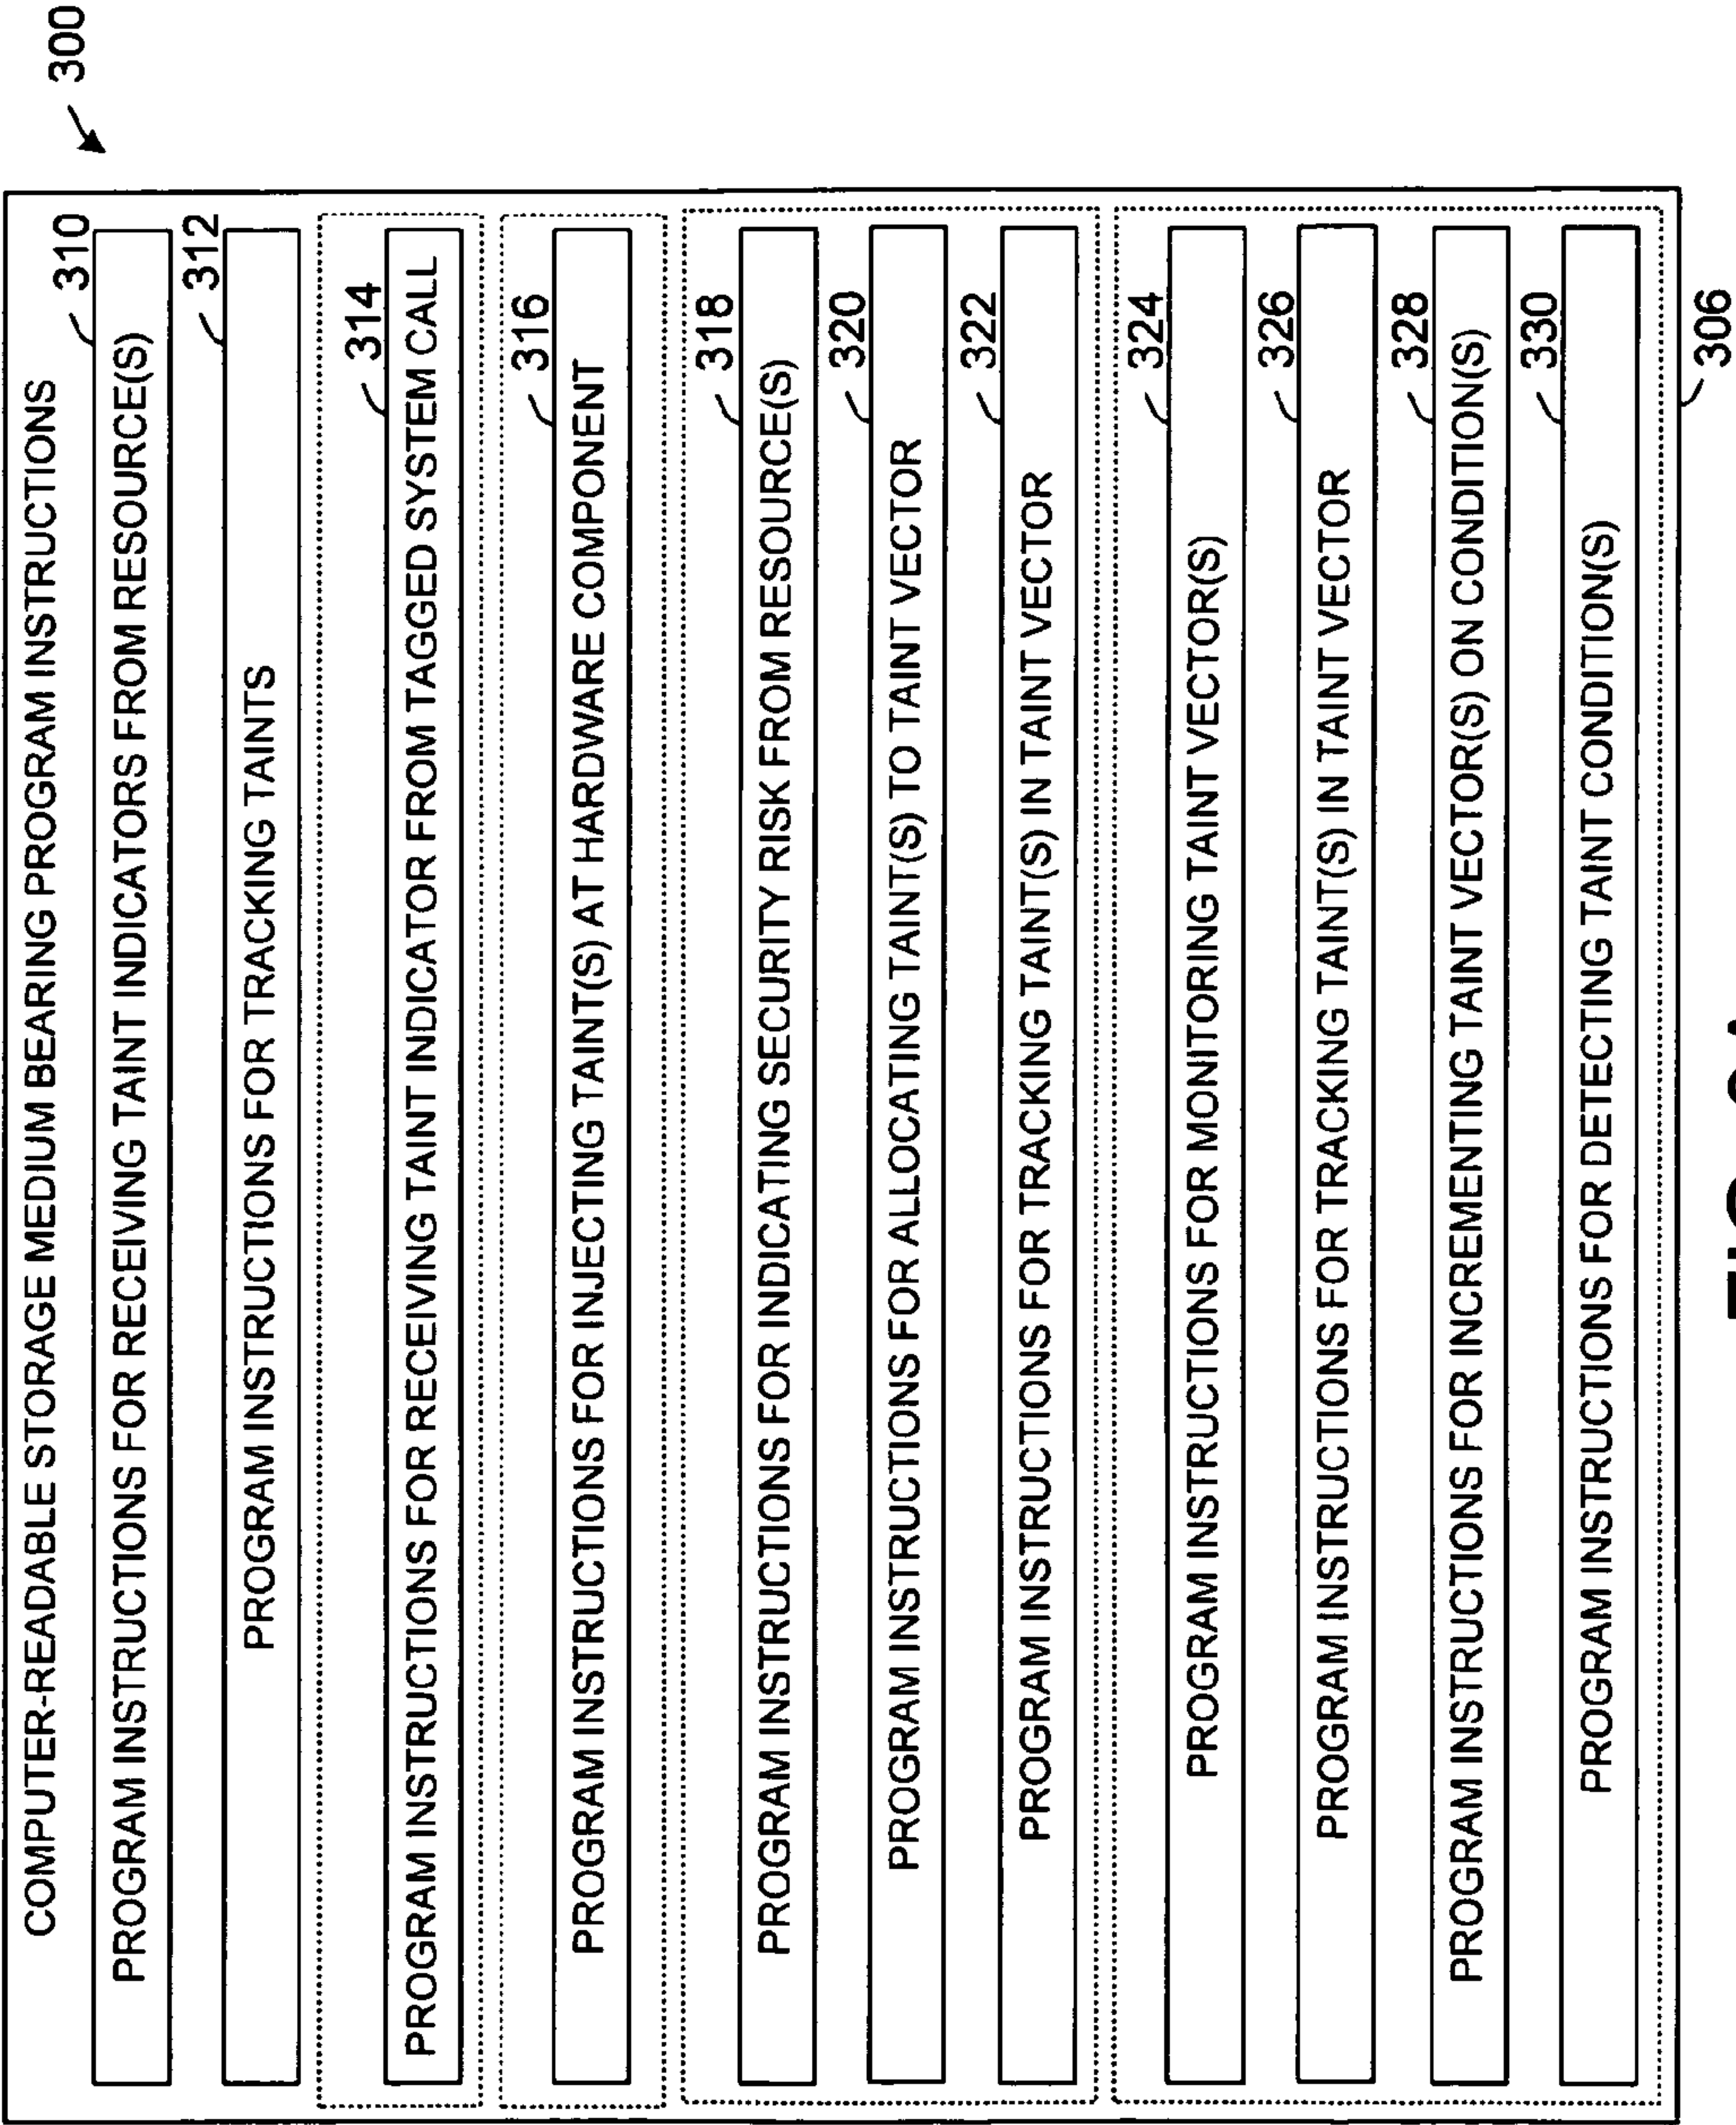 300
COMPUTER-READABLE STORAGE MEDIUM BEARING PROGRAM INSTRUCTIONS
310
PROGRAM INSTRUCTIONS FOR RECEIVING TAINT INDICATORS FROM RESOURCE(S)
312
PROGRAM INSTRUCTIONS FOR TRACKING TAINTS
314
PROGRAM INSTRUCTIONS FOR RECEIVING TAINT INDICATOR FROM TAGGED SYSTEM CALL
316
PROGRAM INSTRUCTIONS FOR INJECTING TAINT(S) AT HARDWARE COMPONENT
318
PROGRAM INSTRUCTIONS FOR INDICATING SECURITY RISK FROM RESOURCE(S)
320
PROGRAM INSTRUCTIONS FOR ALLOCATING TAINT(S) TO TAINT VECTOR
322
PROGRAM INSTRUCTIONS FOR TRACKING TAINT(S) IN TAINT VECTOR
324
PROGRAM INSTRUCTIONS FOR MONITORING TAINT VECTOR(S)
326
PROGRAM INSTRUCTIONS FOR TRACKING TAINT(S) IN TAINT VECTOR
328
PROGRAM INSTRUCTIONS FOR INCREMENTING TAINT VECTOR(S) ON CONDITION(S)
330
PROGRAM INSTRUCTIONS FOR DETECTING TAINT CONDITION(S)
306